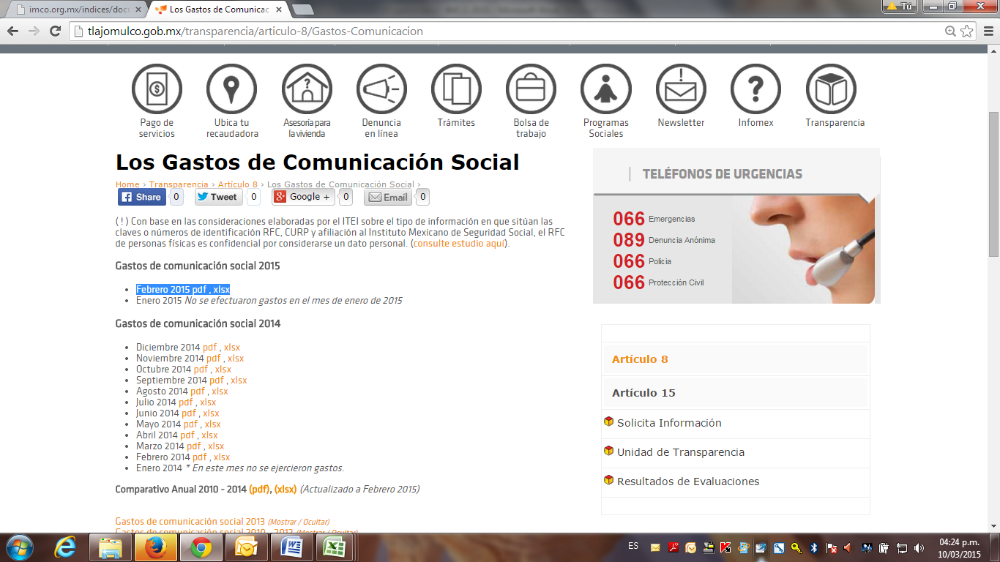 imco.org.mx/indices/docu
Los Gastos de Comunicac
Tú
tlajomulco.gob.mx/transparencia/articulo-8/Gastos-Comunicacion
Pago de servicios
Ubica tu recaudadora
Asesoría para la vivienda
Denuncia en línea
Trámites
Bolsa de trabajo
Programas Sociales
Newsletter
Infomex
Transparencia
Los Gastos de Comunicación Social
Home > Transparencia > Artículo 8 > Los Gastos de Comunicación Social >
Share 0 Tweet 0 Google + 0 Email 0
( ! ) Con base en las consideraciones elaboradas por el ITEI sobre el tipo de información en que sitúan las
claves o números de identificación RFC, CURP y afiliación al Instituto Mexicano de Seguridad Social, el RFC
de personas físicas es confidencial por considerarse un dato personal. (consulte estudio aquí).
Gastos de comunicación social 2015
Febrero 2015 pdf , xlsx
Enero 2015 No se efectuaron gastos en el mes de enero de 2015
Gastos de comunicación social 2014
Diciembre 2014 pdf , xlsx
Noviembre 2014 pdf , xlsx
Octubre 2014 pdf , xlsx
Septiembre 2014 pdf , xlsx
Agosto 2014 pdf , xlsx
Julio 2014 pdf , xlsx
Junio 2014 pdf , xlsx
Mayo 2014 pdf , xlsx
Abril 2014 pdf , xlsx
Marzo 2014 pdf , xlsx
Febrero 2014 pdf , xlsx
Enero 2014 * En este mes no se ejercieron gastos.
Comparativo Anual 2010 - 2014 (pdf), (xlsx) (Actualizado a Febrero 2015)
Gastos de comunicación social 2013 (Mostrar / Ocultar)
Gastos de comunicación social 2010 - 2012 (Mostrar / Ocultar)
TELÉFONOS DE URGENCIAS
066 Emergencias
089 Denuncia Anónima
066 Policía
066 Protección Civil
Artículo 8
Artículo 15
Solicita Información
Unidad de Transparencia
Resultados de Evaluaciones
ES
04:24 p.m.
10/03/2015